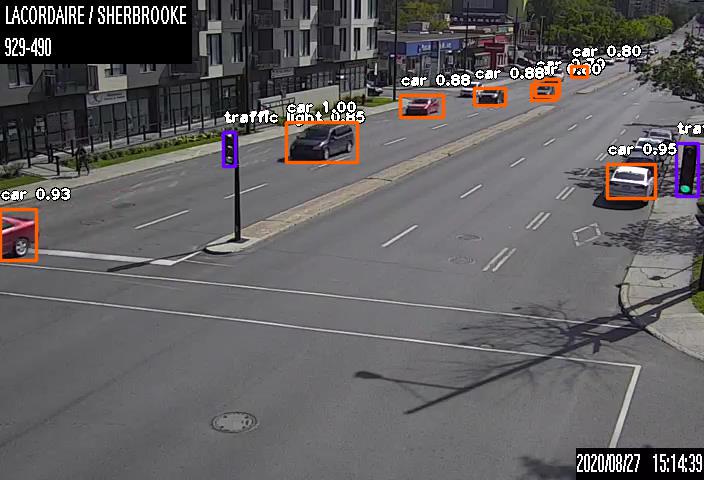 LACORDAIRE / SHERBROOKE
929-490
car 0.80
car 0.88
car 0.88
car 1.00
traffic light 0.85
car 0.95
car 0.93
2020/08/27 15:14:39